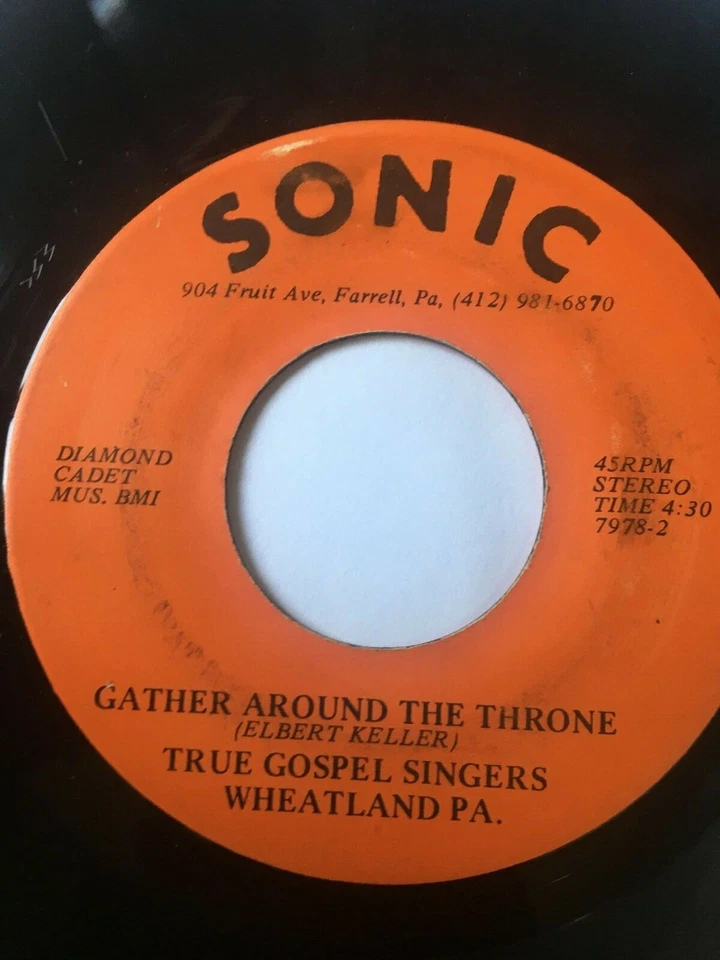 SONIC
904 Fruit Ave, Farrell, Pa, (412) 981-6870
DIAMOND
CADET
MUS. BMI
45RPM
STEREO
TIME 4:30
7978-2
GATHER AROUND THE THRONE
(ELBERT KELLER)
TRUE GOSPEL SINGERS
WHEATLAND PA.